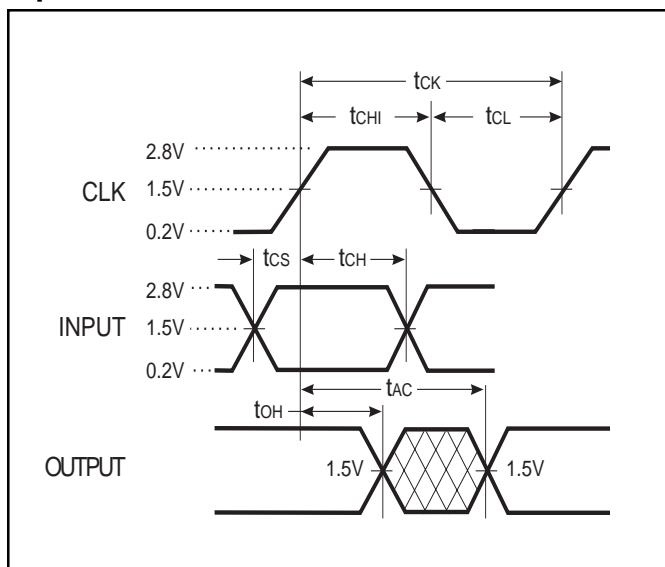 tCK
tCHI tCL
2.8V
CLK 1.5V
0.2V
tCS tCH
2.8V
INPUT 1.5V
0.2V
tAC
tOH
OUTPUT 1.5V 1.5V